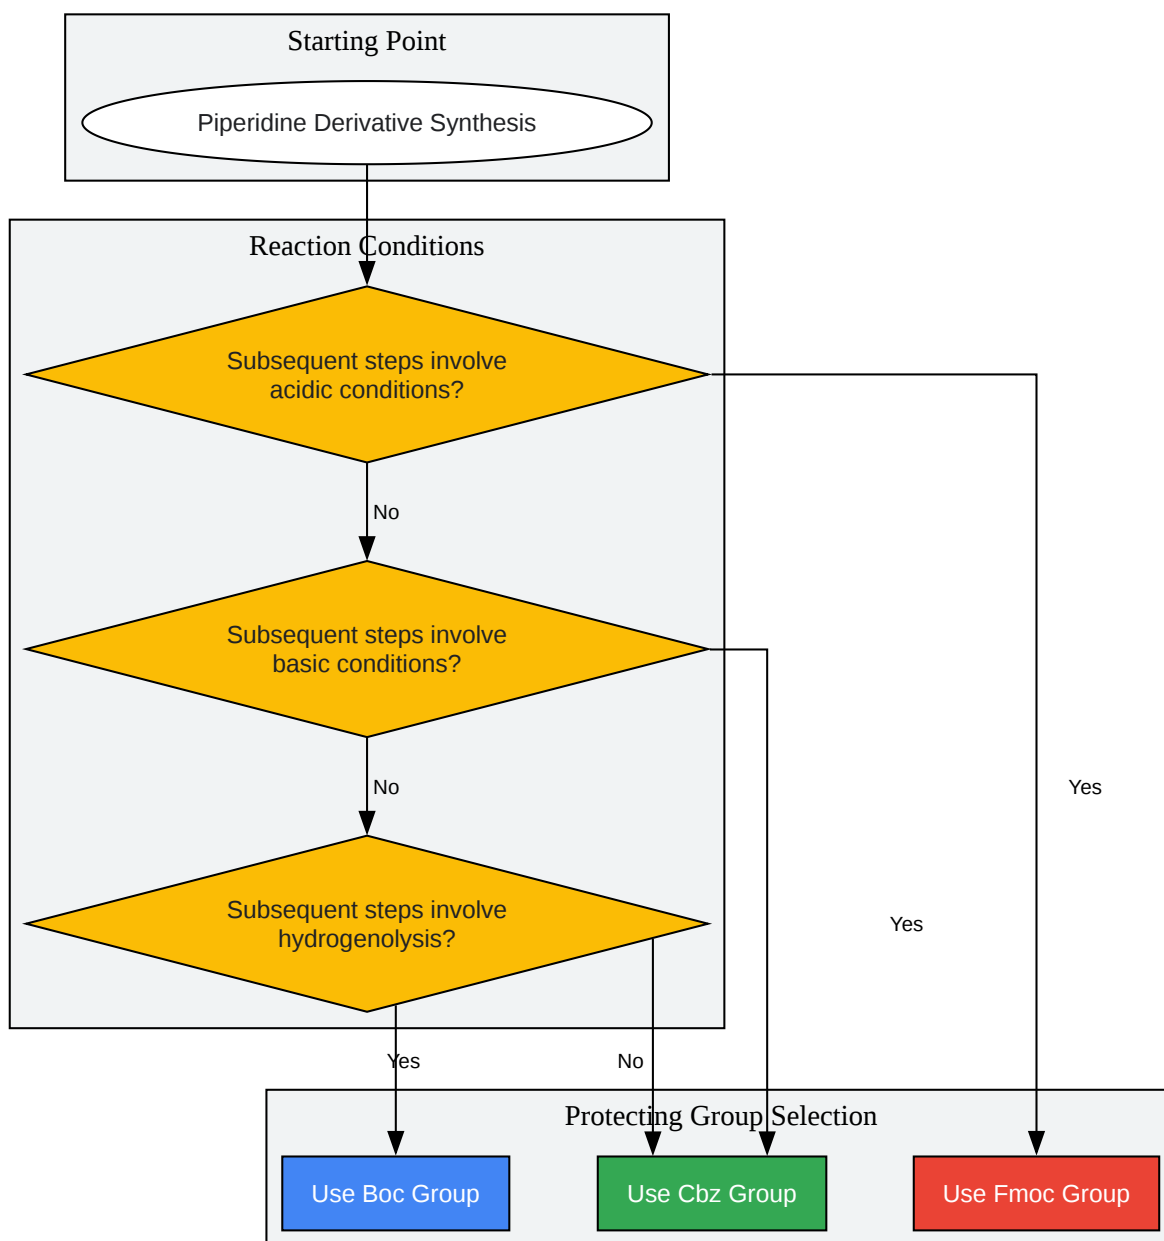 Starting Point
Piperidine Derivative Synthesis
Reaction Conditions
Subsequent steps involve
acidic conditions?
No
Subsequent steps involve
basic conditions?
No
Yes
Subsequent steps involve
hydrogenolysis?
Yes
Yes
No
Protecting Group Selection
Use Boc Group
Use Cbz Group
Use Fmoc Group